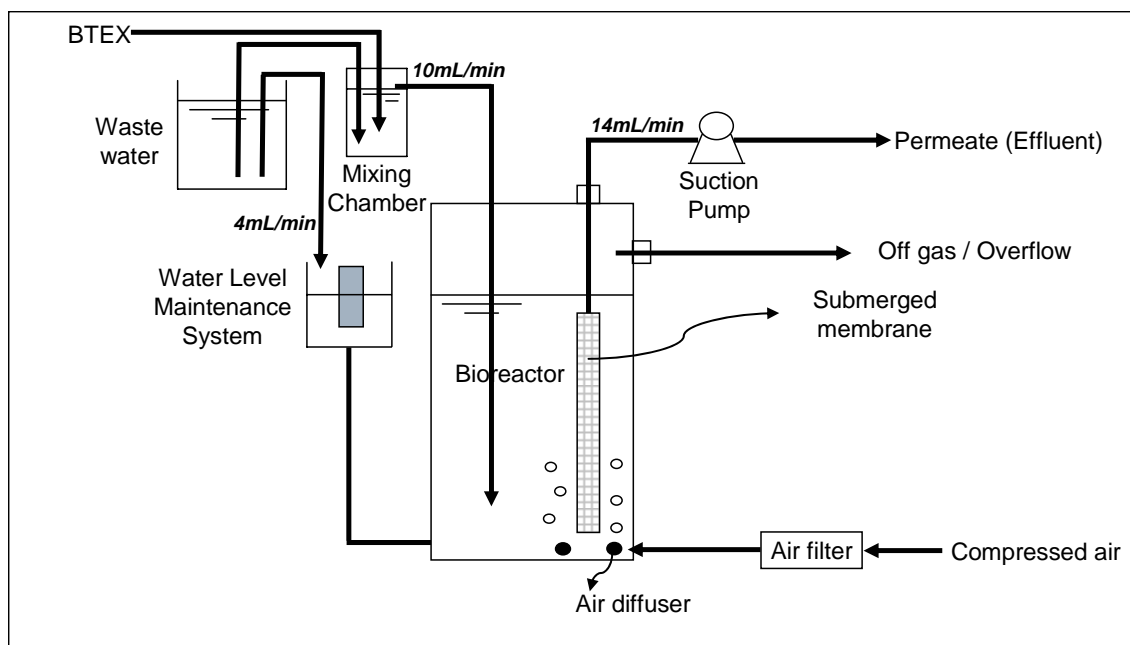 BTEX
10mL/min
Waste
water
Mixing
Chamber
14mL/min
Suction
Pump
Permeate (Effluent)
4mL/min
Off gas / Overflow
Water Level
Maintenance
System
Submerged
membrane
Bioreactor
Air filter
Compressed air
Air diffuser